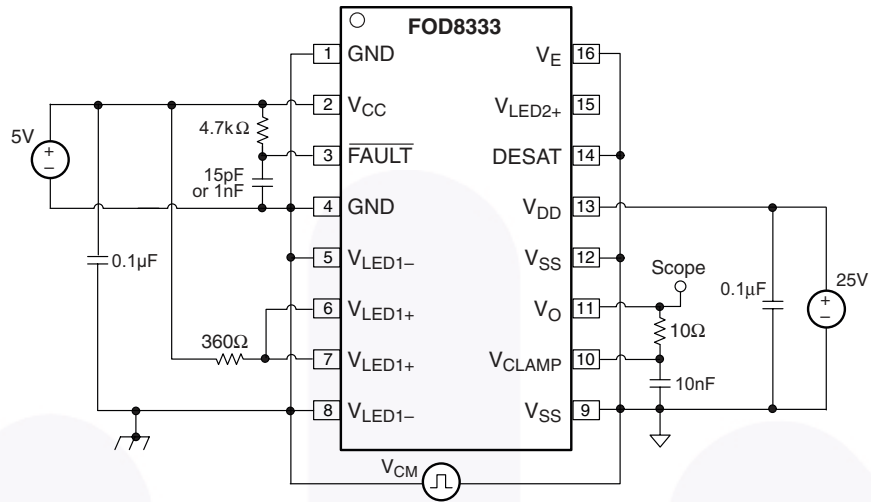 FOD8333
1 GND
VE 16
2 VCC
VLED2+ 15
4.7kΩ
5V
+
–
3 FAULT
DESAT 14
15pF
or 1nF
4 GND
VDD 13
0.1µF
5 VLED1–
VSS 12
Scope
0.1µF
25V
+
–
6 VLED1+
VO 11
10Ω
360Ω
7 VLED1+
VCLAMP 10
10nF
8 VLED1–
VSS 9
VCM